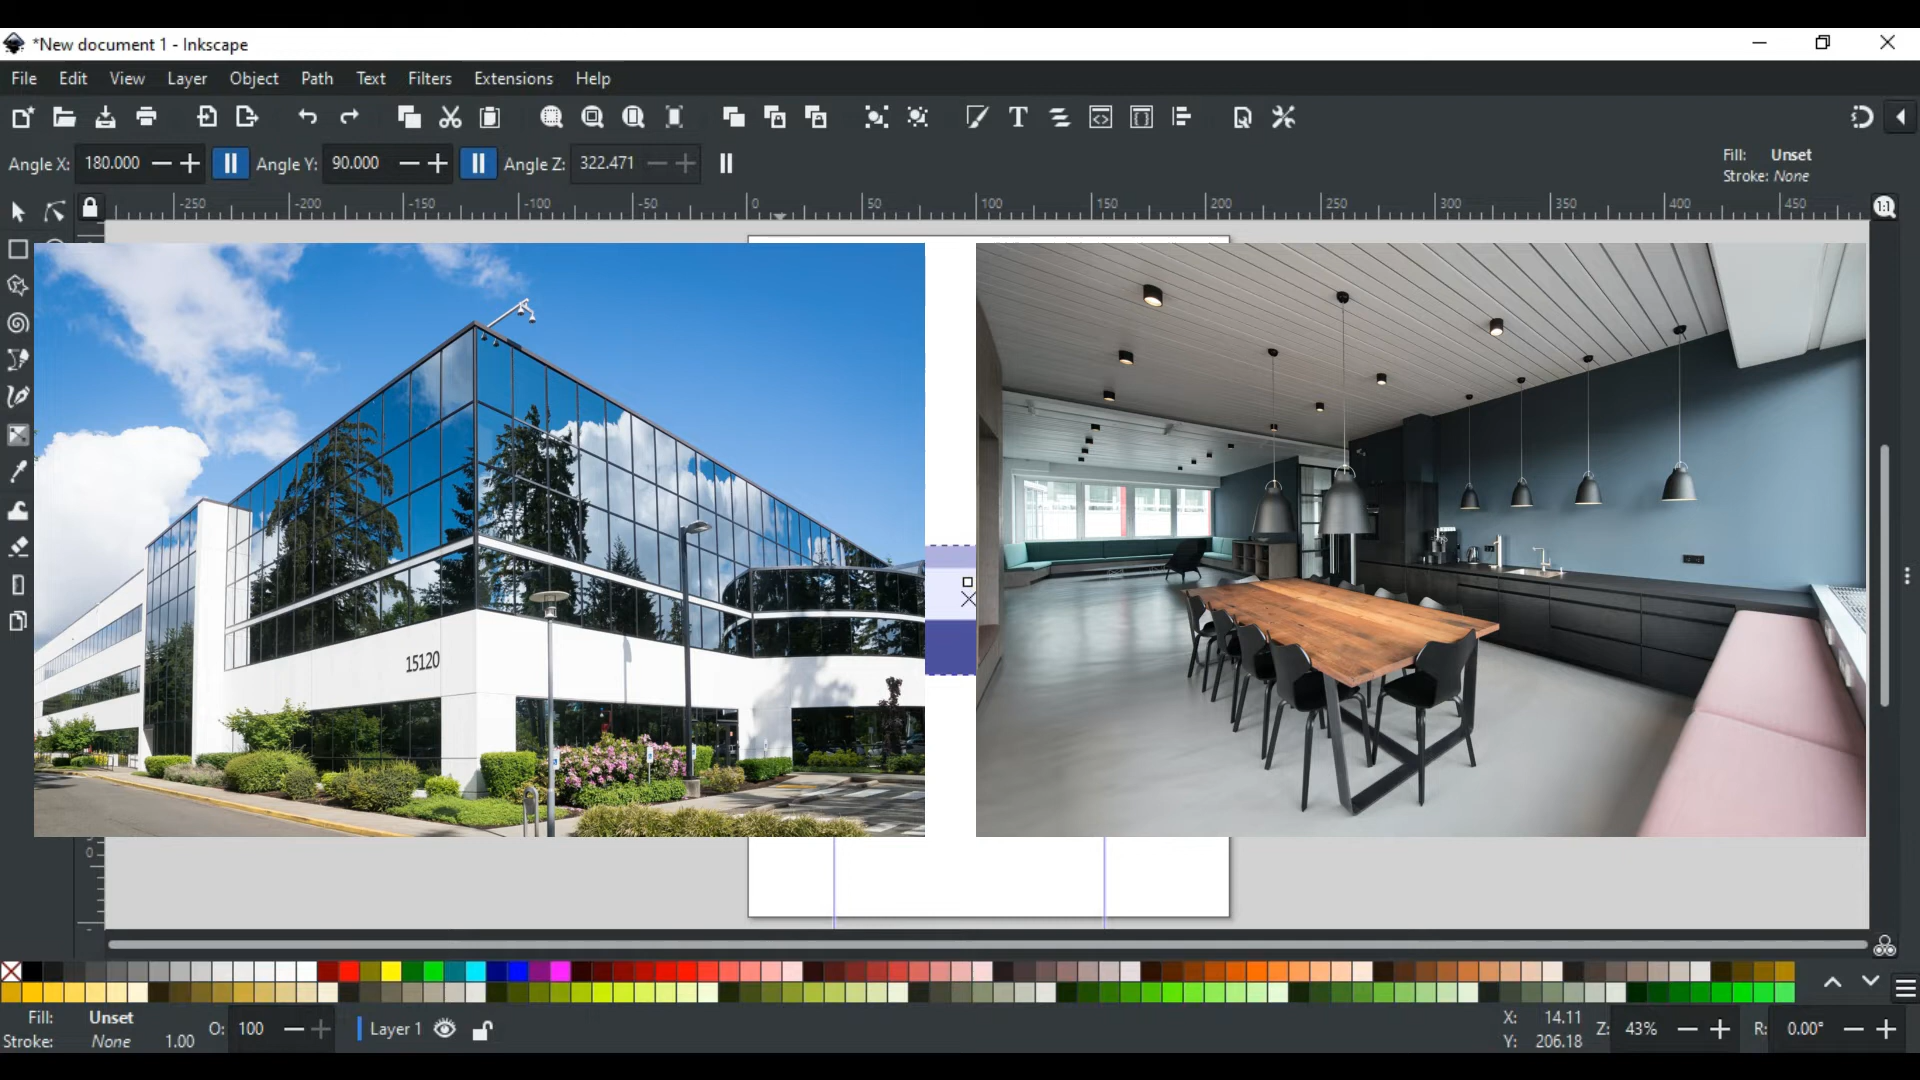 *New document 1 - Inkscape
File Edit View Layer Object Path Text Filters Extensions Help
Angle X: 180.000 Angle Y: 90.000 Angle Z: 322.471
Fill: Unset
Stroke: None
-250 -200 -150 -100 -50 0 50 100 150 200 250 300 350 400 450
1:1
15120
0
Fill: Unset
Stroke: None 1.00
O: 100
Layer 1
X: 14.11
Y: 206.18
Z: 43%
R: 0.00°